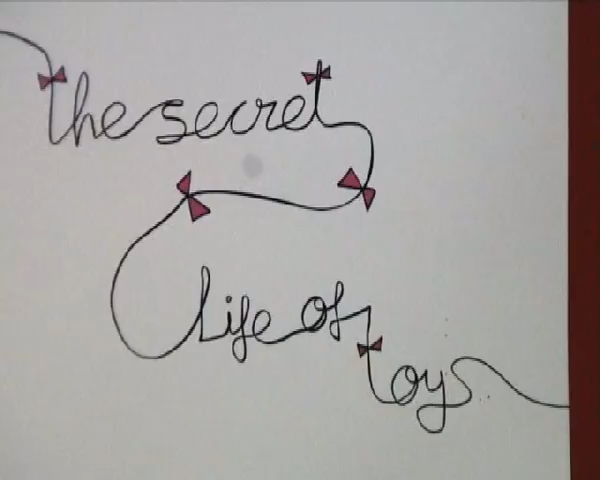 the secret
life of
toys..